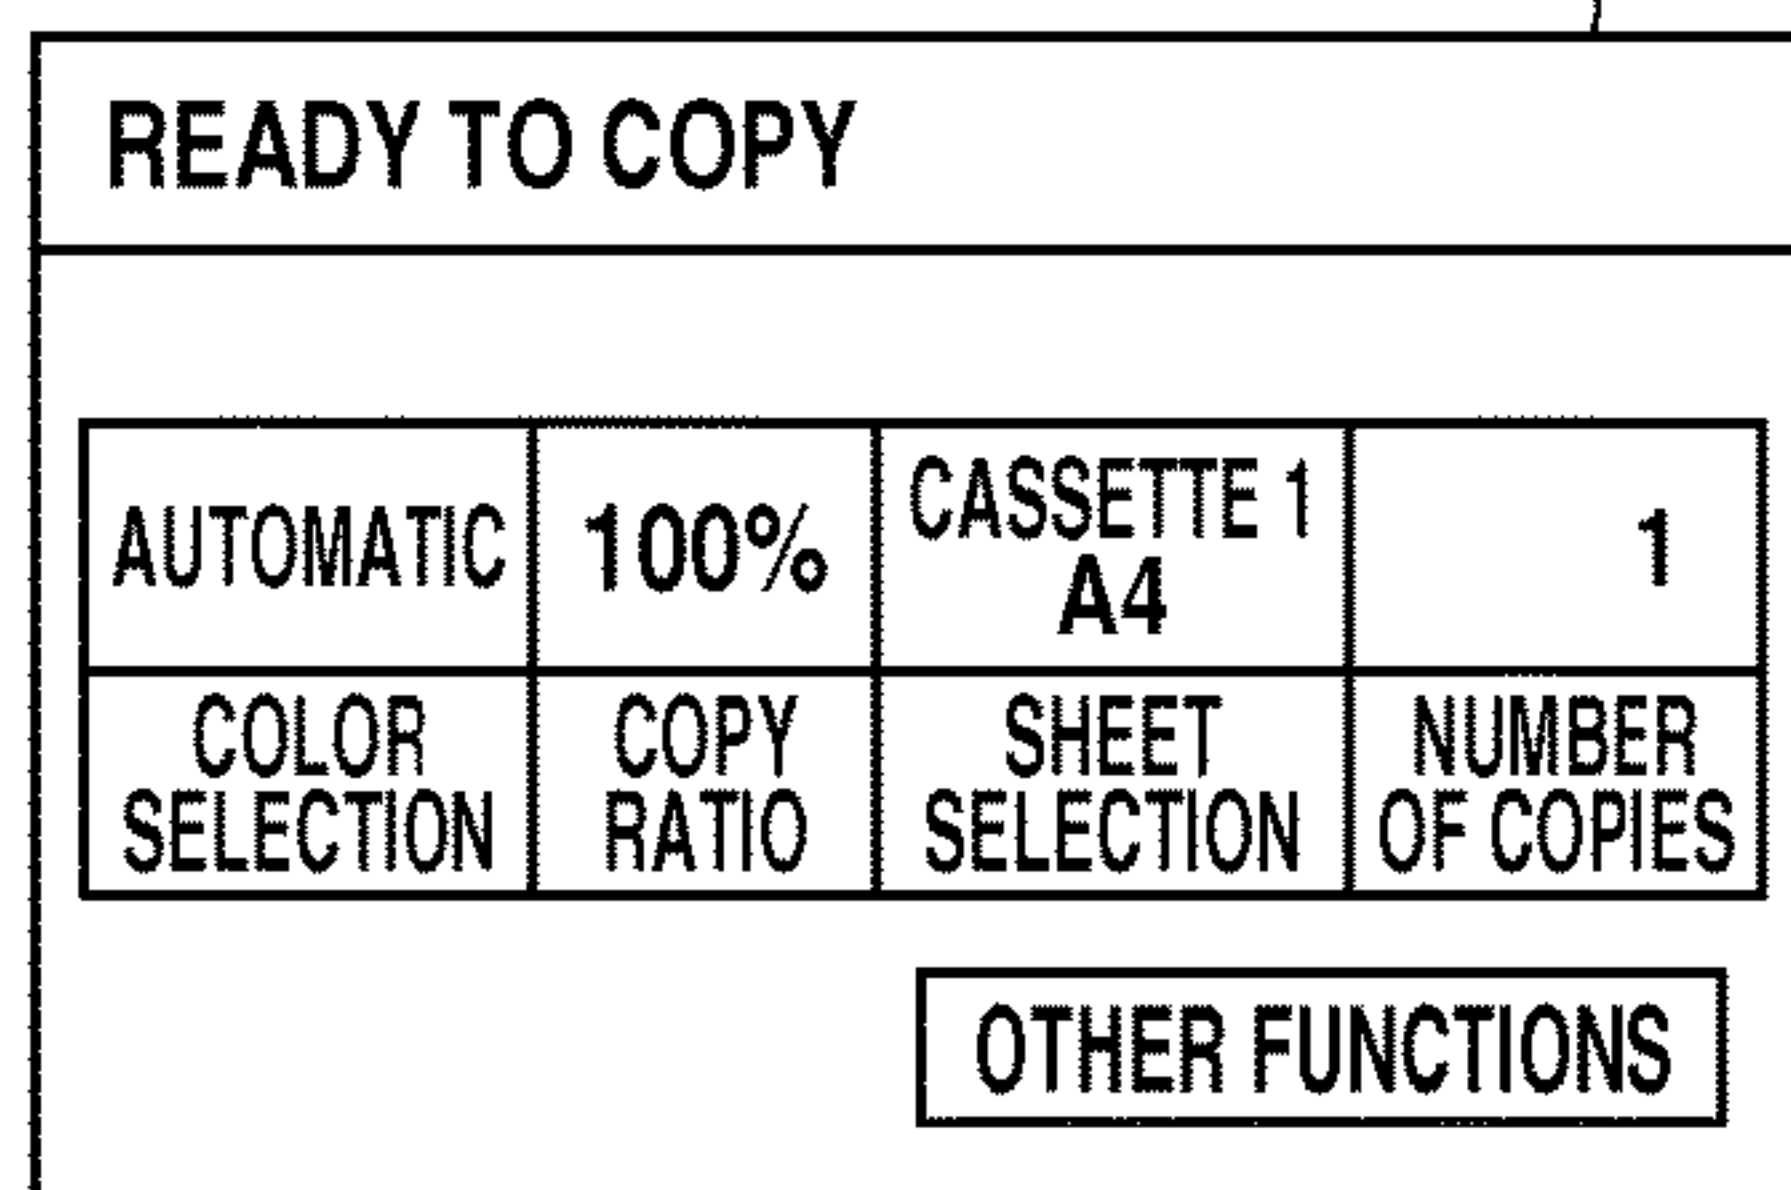 READY TO COPY
AUTOMATIC
100%
CASSETTE 1
A4
1
COLOR
SELECTION
COPY
RATIO
SHEET
SELECTION
NUMBER
OF COPIES
OTHER FUNCTIONS